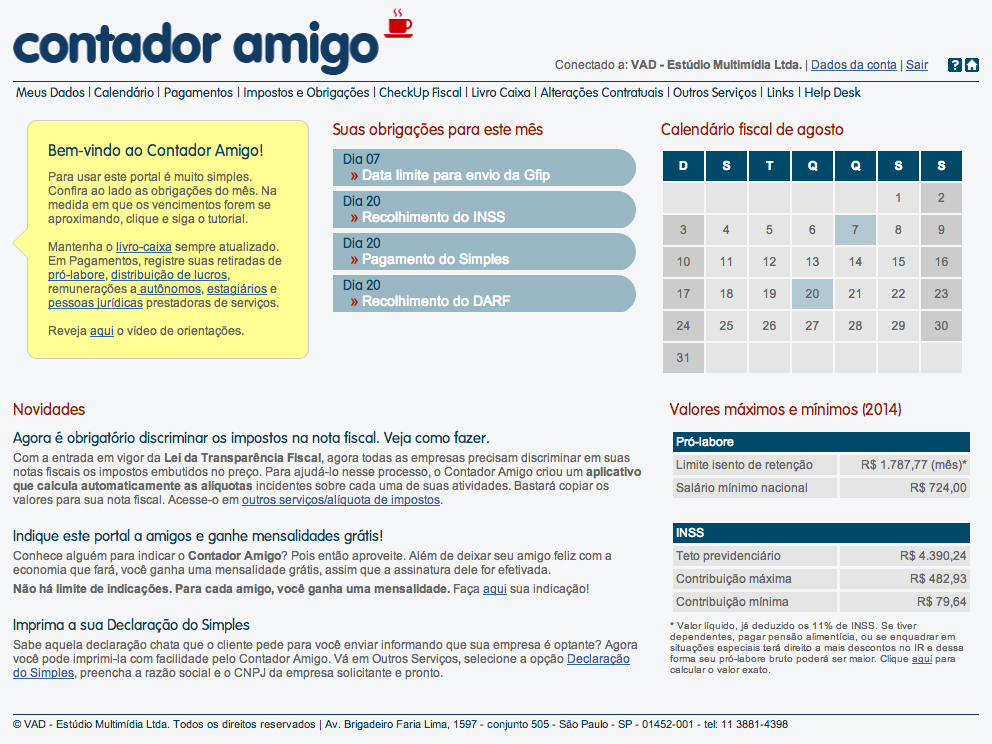 contador amigo
Conectado a: VAD - Estúdio Multimídia Ltda. | Dados da conta | Sair ?
Meus Dados | Calendário | Pagamentos | Impostos e Obrigações | CheckUp Fiscal | Livro Caixa | Alterações Contratuais | Outros Serviços | Links | Help Desk
Bem-vindo ao Contador Amigo!
Para usar este portal é muito simples.
Confira ao lado as obrigações do mês. Na
medida em que os vencimentos forem se
aproximando, clique e siga o tutorial.
Mantenha o livro-caixa sempre atualizado.
Em Pagamentos, registre suas retiradas de
pró-labore, distribuição de lucros,
remunerações a autônomos, estagiários e
pessoas jurídicas prestadoras de serviços.
Reveja aqui o vídeo de orientações.
Suas obrigações para este mês
Dia 07
» Data limite para envio da Gfip
Dia 20
» Recolhimento do INSS
Dia 20
» Pagamento do Simples
Dia 20
» Recolhimento do DARF
Calendário fiscal de agosto
D S T Q Q S S
1 2
3 4 5 6 7 8 9
10 11 12 13 14 15 16
17 18 19 20 21 22 23
24 25 26 27 28 29 30
31
Novidades
Agora é obrigatório discriminar os impostos na nota fiscal. Veja como fazer.
Com a entrada em vigor da Lei da Transparência Fiscal, agora todas as empresas precisam discriminar em suas
notas fiscais os impostos embutidos no preço. Para ajudá-lo nesse processo, o Contador Amigo criou um aplicativo
que calcula automaticamente as alíquotas incidentes sobre cada uma de suas atividades. Bastará copiar os
valores para sua nota fiscal. Acesse-o em outros serviços/alíquota de impostos.
Indique este portal a amigos e ganhe mensalidades grátis!
Conhece alguém para indicar o Contador Amigo? Pois então aproveite. Além de deixar seu amigo feliz com a
economia que fará, você ganha uma mensalidade grátis, assim que a assinatura dele for efetivada.
Não há limite de indicações. Para cada amigo, você ganha uma mensalidade. Faça aqui sua indicação!
Imprima a sua Declaração do Simples
Sabe aquela declaração chata que o cliente pede para você enviar informando que sua empresa é optante? Agora
você pode imprimi-la com facilidade pelo Contador Amigo. Vá em Outros Serviços, selecione a opção Declaração
do Simples, preencha a razão social e o CNPJ da empresa solicitante e pronto.
Valores máximos e mínimos (2014)
Pró-labore
Limite isento de retenção R$ 1.787,77 (mês)*
Salário mínimo nacional R$ 724,00
INSS
Teto previdenciário R$ 4.390,24
Contribuição máxima R$ 482,93
Contribuição mínima R$ 79,64
* Valor líquido, já deduzido os 11% de INSS. Se tiver
dependentes, pagar pensão alimentícia, ou se enquadrar em
situações especiais terá direito a mais descontos no IR e dessa
forma seu pró-labore bruto poderá ser maior. Clique aqui para
calcular o valor exato.
© VAD - Estúdio Multimídia Ltda. Todos os direitos reservados | Av. Brigadeiro Faria Lima, 1597 - conjunto 505 - São Paulo - SP - 01452-001 - tel: 11 3881-4398